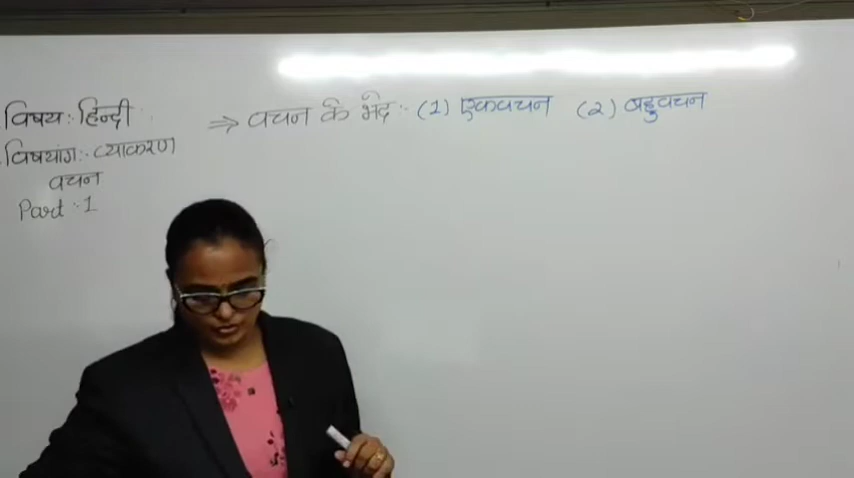 विषय:- हिन्दी
विषयांग:- व्याकरण
वचन
Part :- 1
⇒ वचन के भेद :- (1) एकवचन (2) बहुवचन